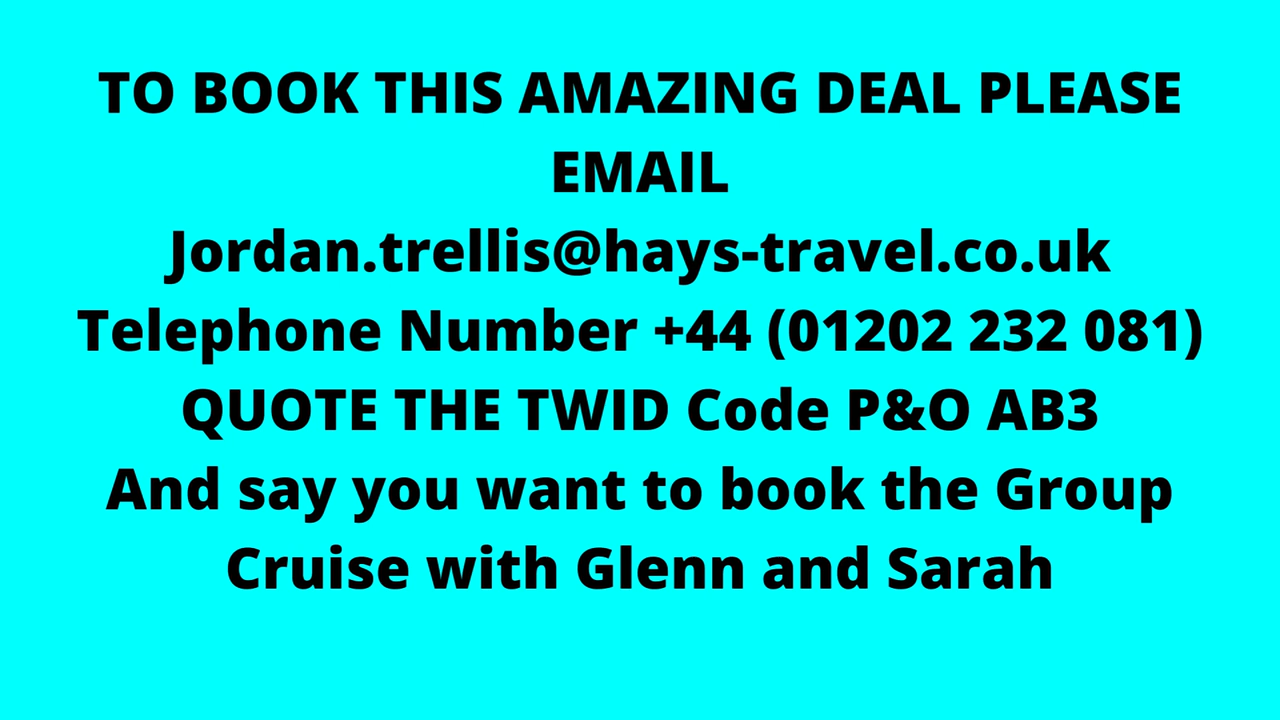 TO BOOK THIS AMAZING DEAL PLEASE
EMAIL
Jordan.trellis@hays-travel.co.uk
Telephone Number +44 (01202 232 081)
QUOTE THE TWID Code P&O AB3
And say you want to book the Group
Cruise with Glenn and Sarah